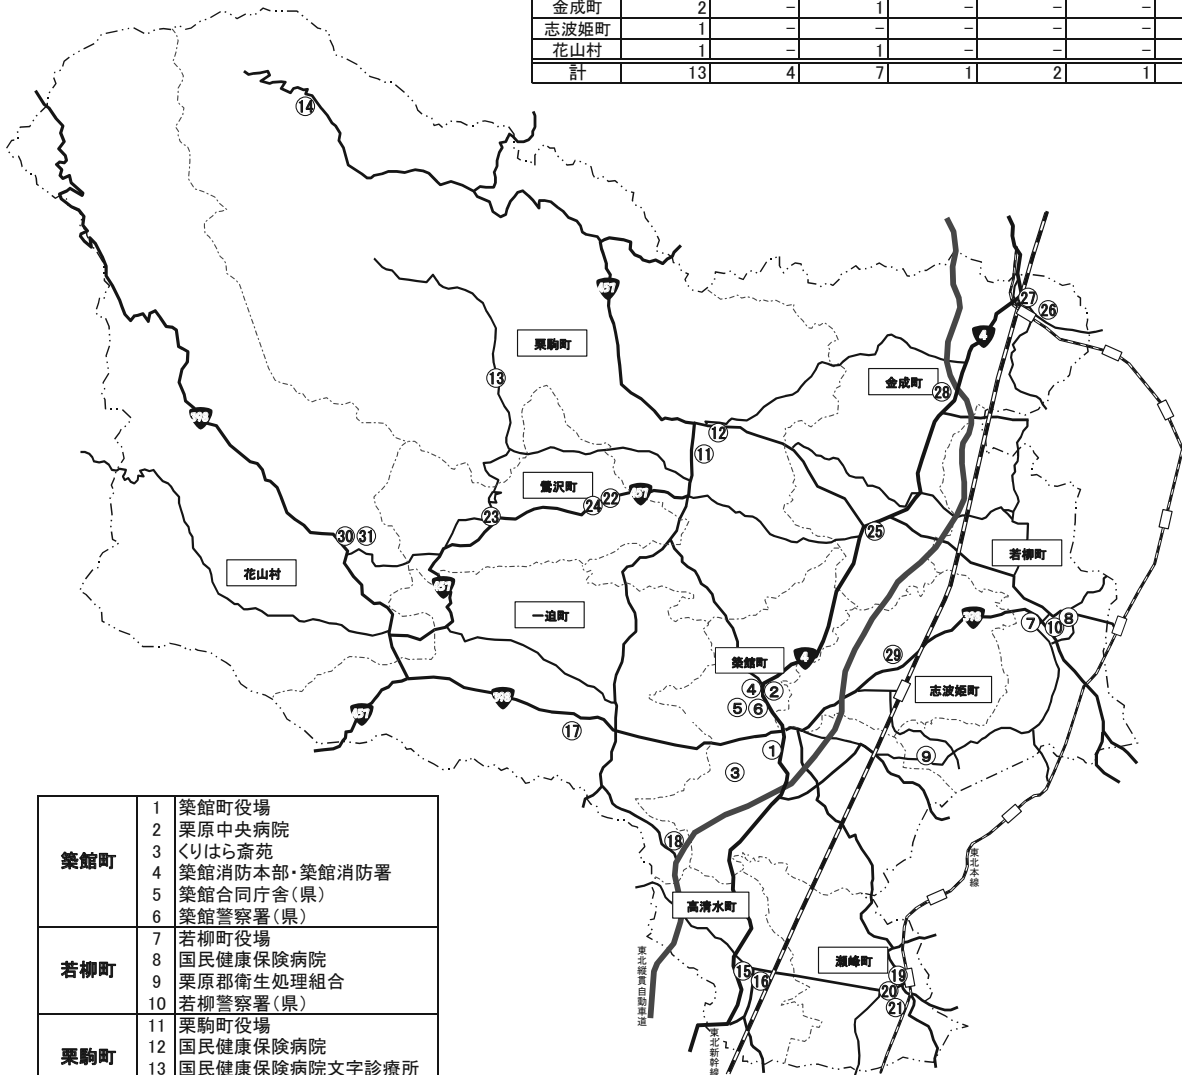 金成町 2 - 1 - - -
志波姫町 1 - - - - -
花山村 1 - 1 - - -
計 13 4 7 1 2 1
14
457
27
26
4
栗駒町
13
金成町
28
398
12
11
鶯沢町
457
24
22
23
25
30
31
若柳町
花山村
457
一迫町
398
7
10
8
築館町
4
29
4
2
5
6
志波姫町
398
457
17
1
3
9
18
東北本線
高清水町
瀬峰町
東北縦貫自動車道
15
16
19
20
21
東北新幹線
築館町
1 築館町役場
2 栗原中央病院
3 くりはら斎苑
4 築館消防本部・築館消防署
5 築館合同庁舎(県)
6 築館警察署(県)
若柳町
7 若柳町役場
8 国民健康保険病院
9 栗原郡衛生処理組合
10 若柳警察署(県)
栗駒町
11 栗駒町役場
12 国民健康保険病院
13 国民健康保険病院文字診療所